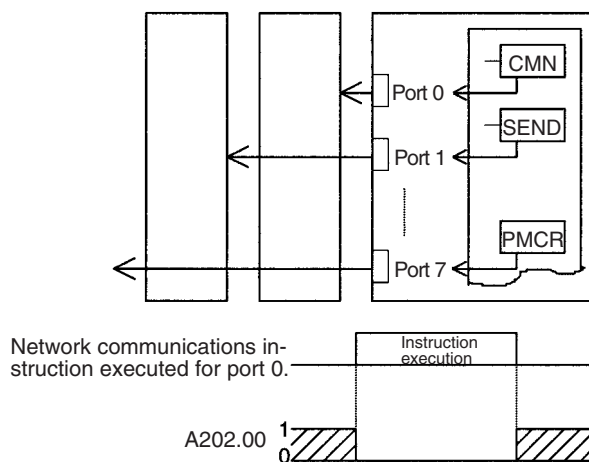 CMN
Port 0
SEND
Port 1
PMCR
Port 7
Network communications in-
struction executed for port 0.
Instruction
execution
A202.00
1
0